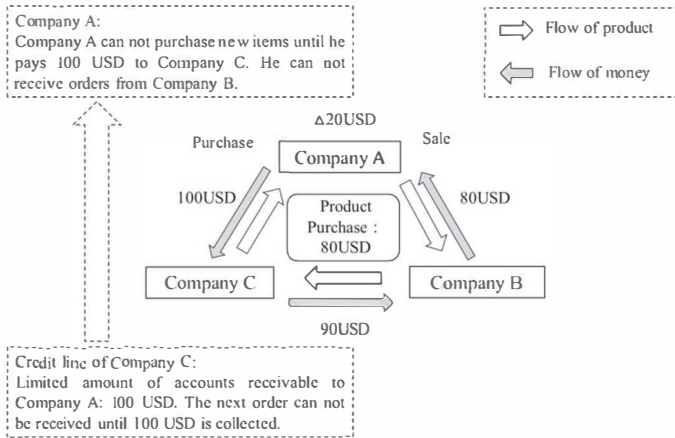 Company A:
Company A can not purchase new items until he
pays 100 USD to Company C. He can not
receive orders from Company B.
Flow of product
Flow of money
Δ20USD
Purchase
Sale
Company A
100USD
Product
Purchase :
80USD
80USD
Company C
Company B
90USD
Credit line of Company C:
Limited amount of accounts receivable to
Company A: 100 USD. The next order can not
be received until 100 USD is collected.